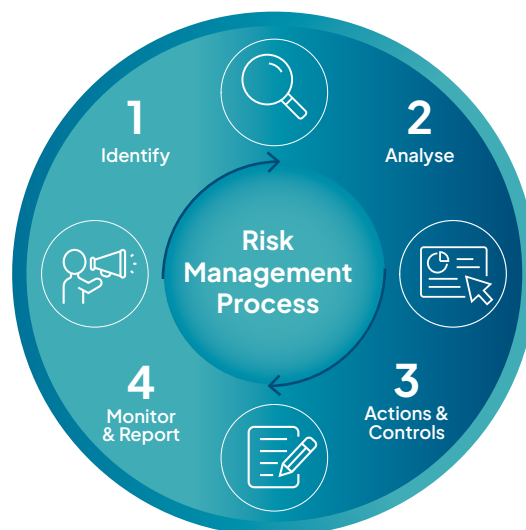 1
Identify
2
Analyse
Risk
Management
Process
4
Monitor
& Report
3
Actions &
Controls